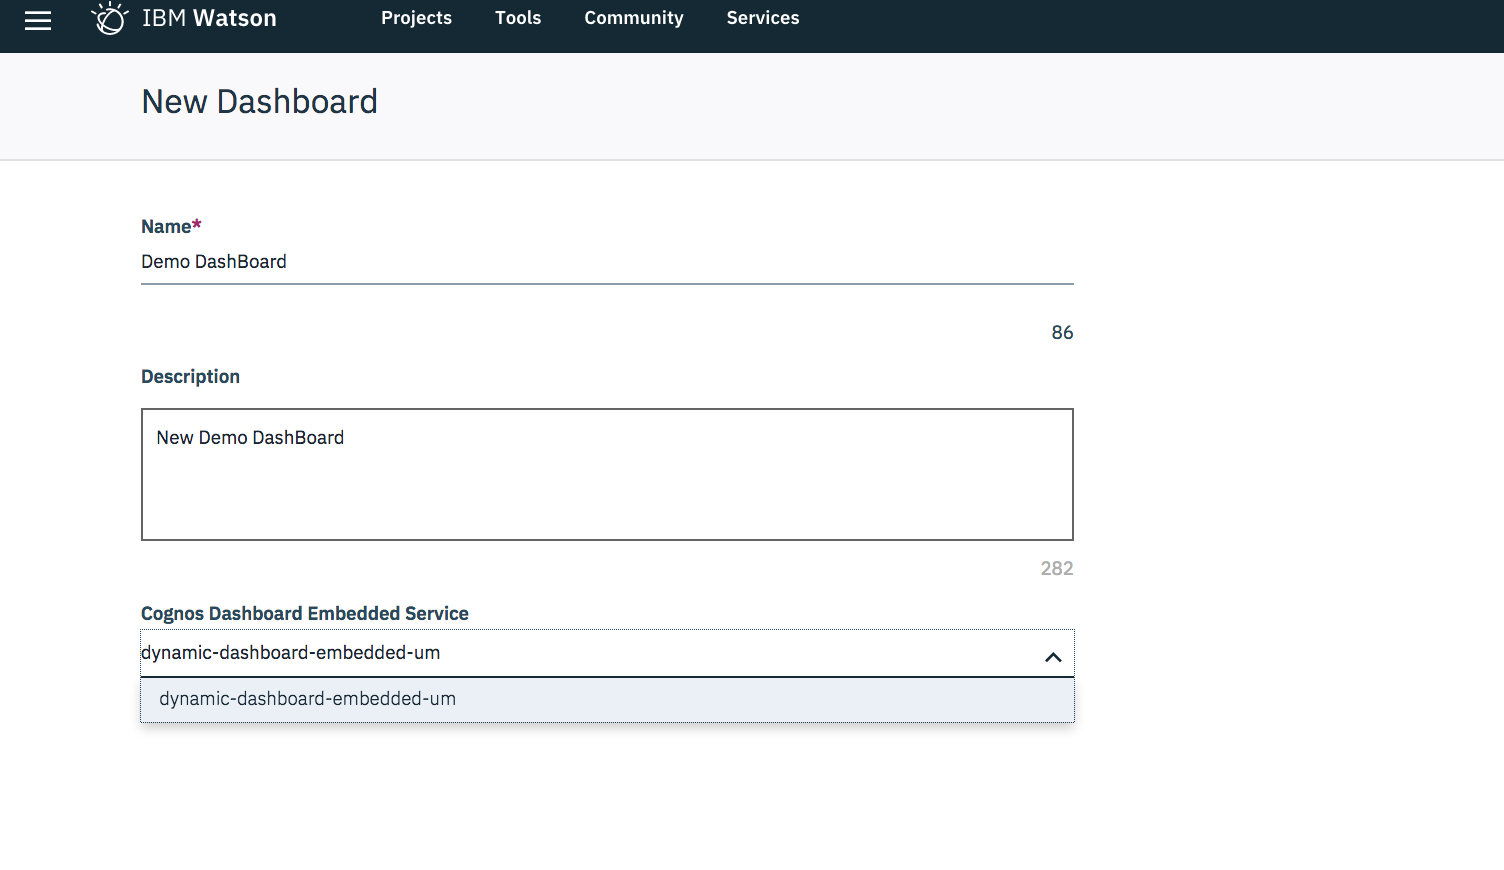 IBM Watson Projects Tools Community Services
New Dashboard
Name*
Demo DashBoard
86
Description
New Demo DashBoard
282
Cognos Dashboard Embedded Service
dynamic-dashboard-embedded-um
dynamic-dashboard-embedded-um